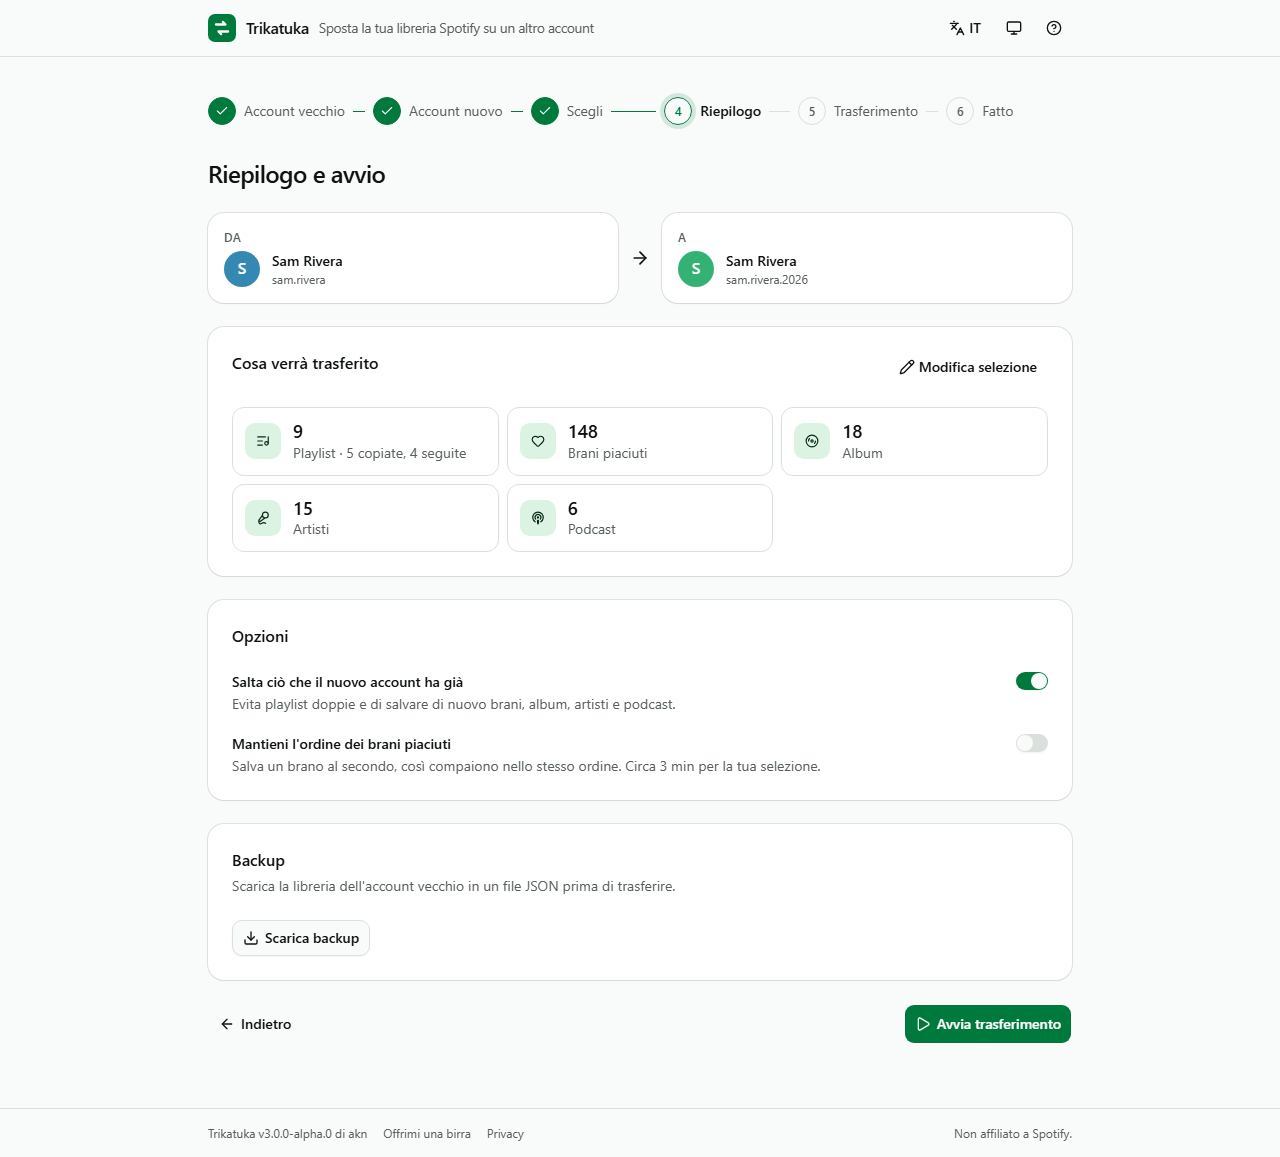 Trikatuka Sposta la tua libreria Spotify su un altro account IT
Account vecchio Account nuovo Scegli 4 Riepilogo 5 Trasferimento 6 Fatto
Riepilogo e avvio
DA
S Sam Rivera
sam.rivera
A
S Sam Rivera
sam.rivera.2026
Cosa verrà trasferito
Modifica selezione
9
Playlist · 5 copiate, 4 seguite
148
Brani piaciuti
18
Album
15
Artisti
6
Podcast
Opzioni
Salta ciò che il nuovo account ha già
Evita playlist doppie e di salvare di nuovo brani, album, artisti e podcast.
Mantieni l'ordine dei brani piaciuti
Salva un brano al secondo, così compaiono nello stesso ordine. Circa 3 min per la tua selezione.
Backup
Scarica la libreria dell'account vecchio in un file JSON prima di trasferire.
Scarica backup
Indietro
Avvia trasferimento
Trikatuka v3.0.0-alpha.0 di akn Offrimi una birra Privacy Non affiliato a Spotify.